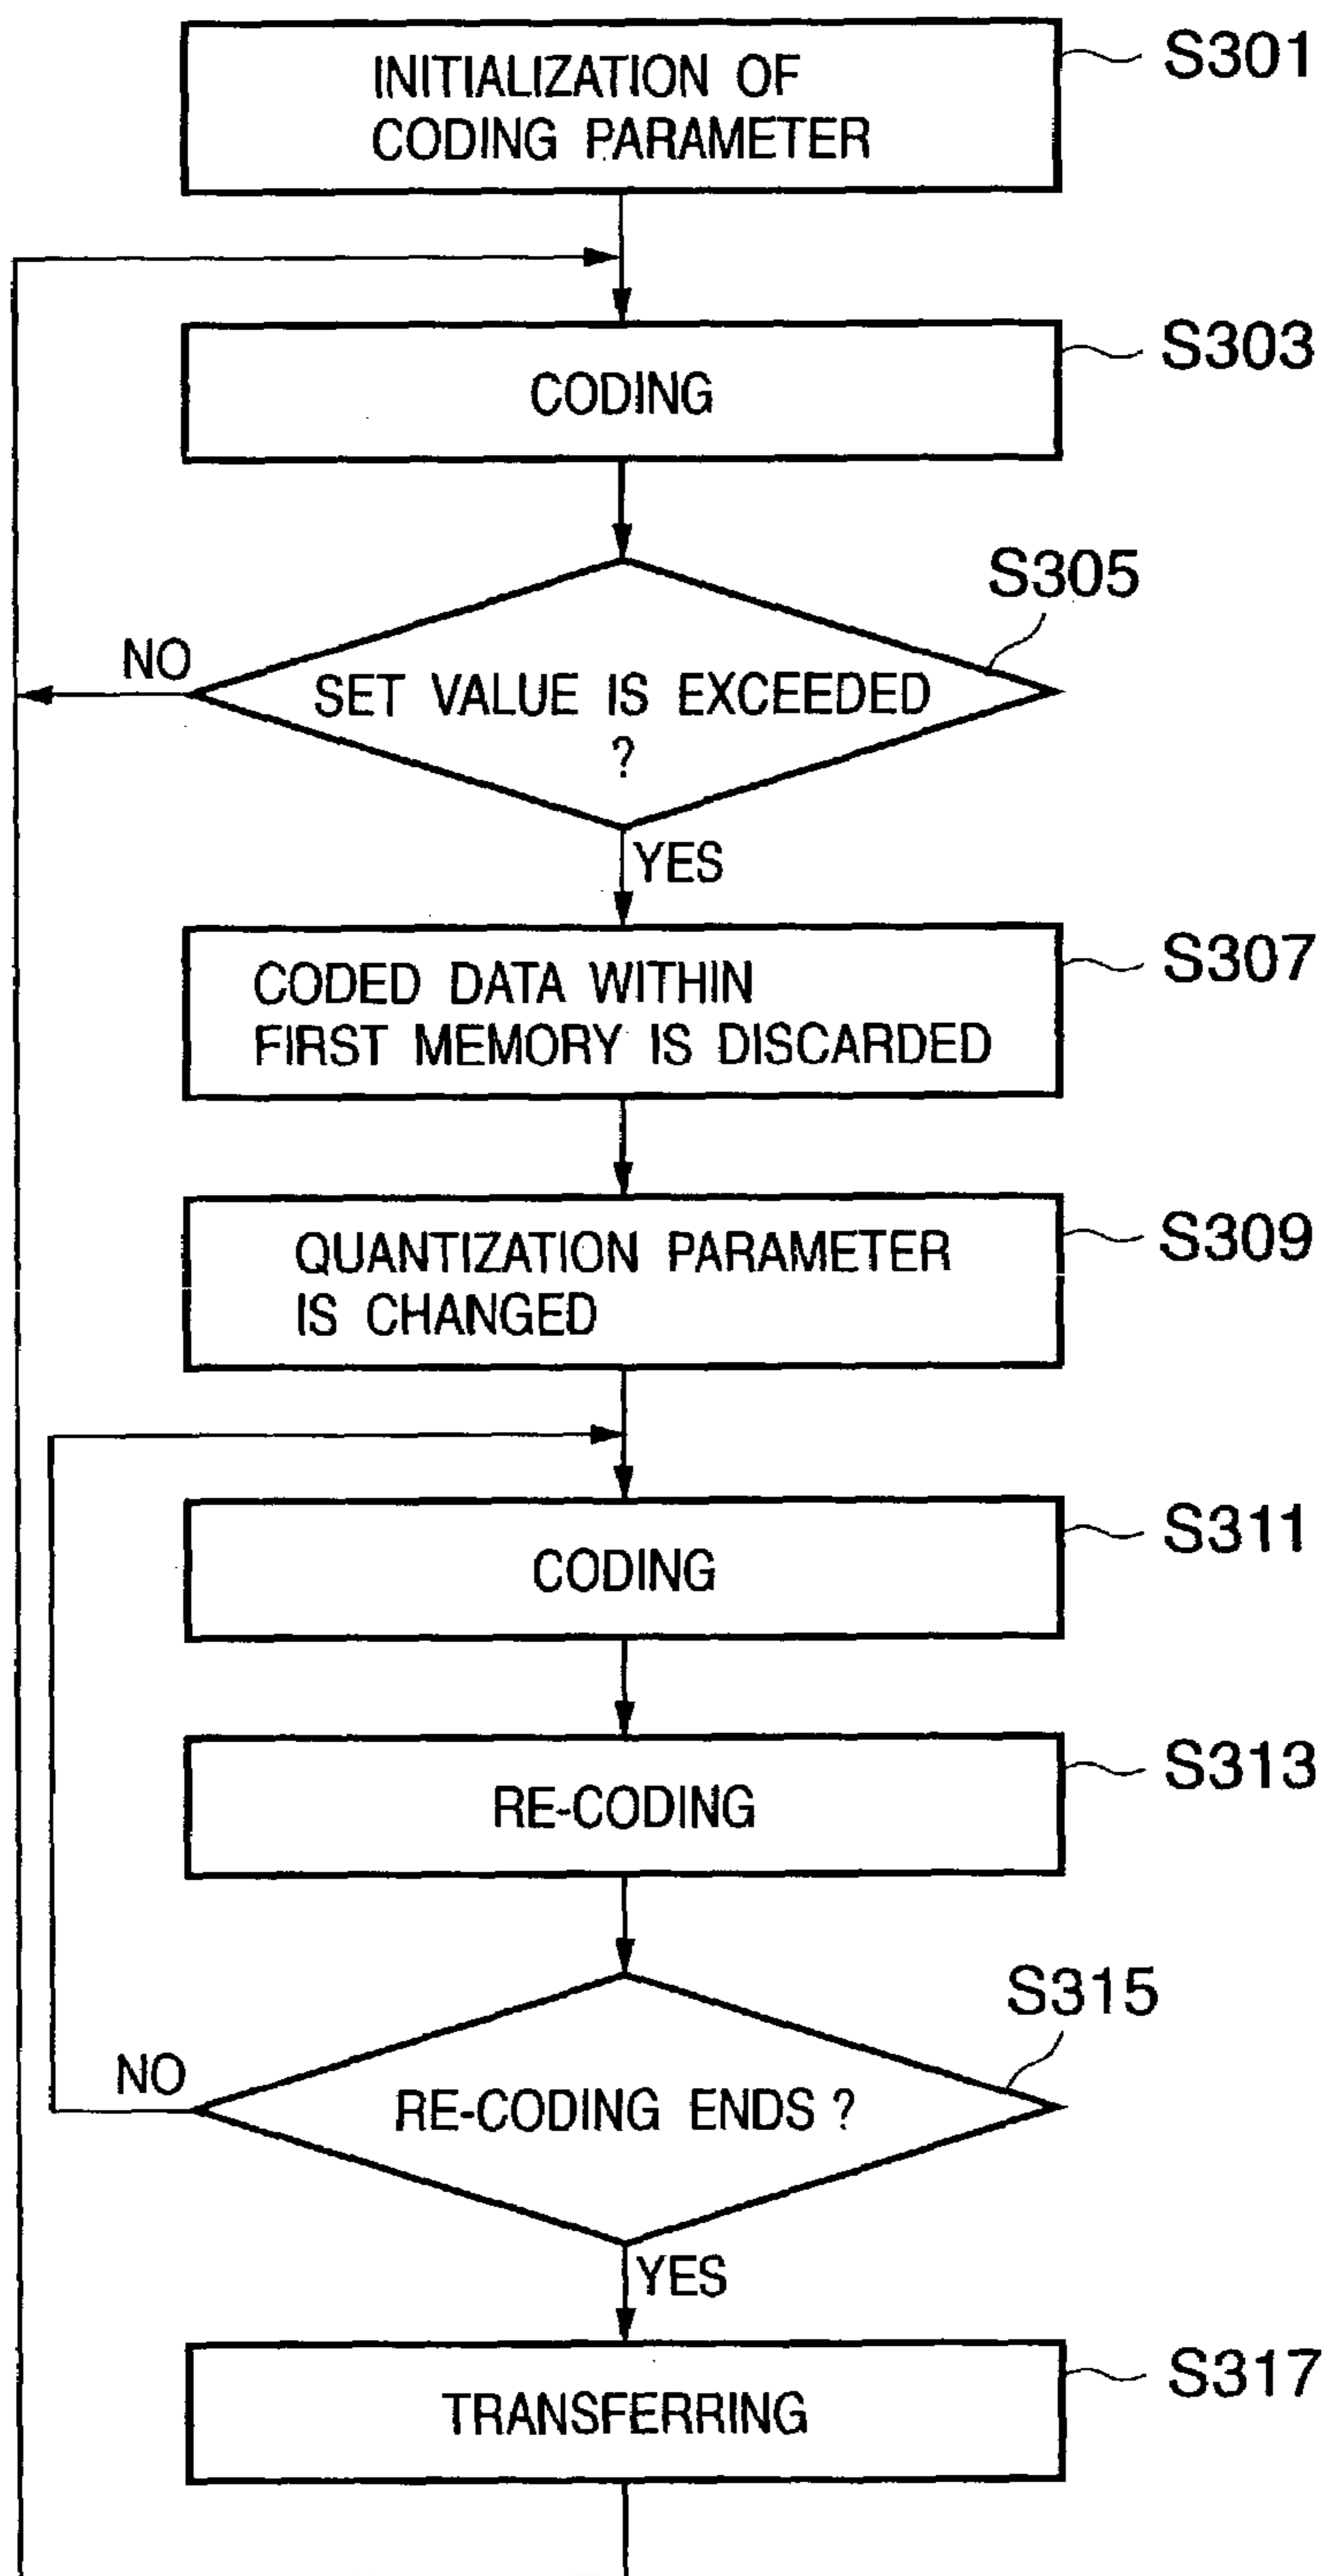 INITIALIZATION OF
CODING PARAMETER
S301
CODING
S303
S305
NO
SET VALUE IS EXCEEDED
?
YES
CODED DATA WITHIN
FIRST MEMORY IS DISCARDED
S307
QUANTIZATION PARAMETER
IS CHANGED
S309
CODING
S311
RE-CODING
S313
S315
NO
RE-CODING ENDS ?
YES
TRANSFERRING
S317